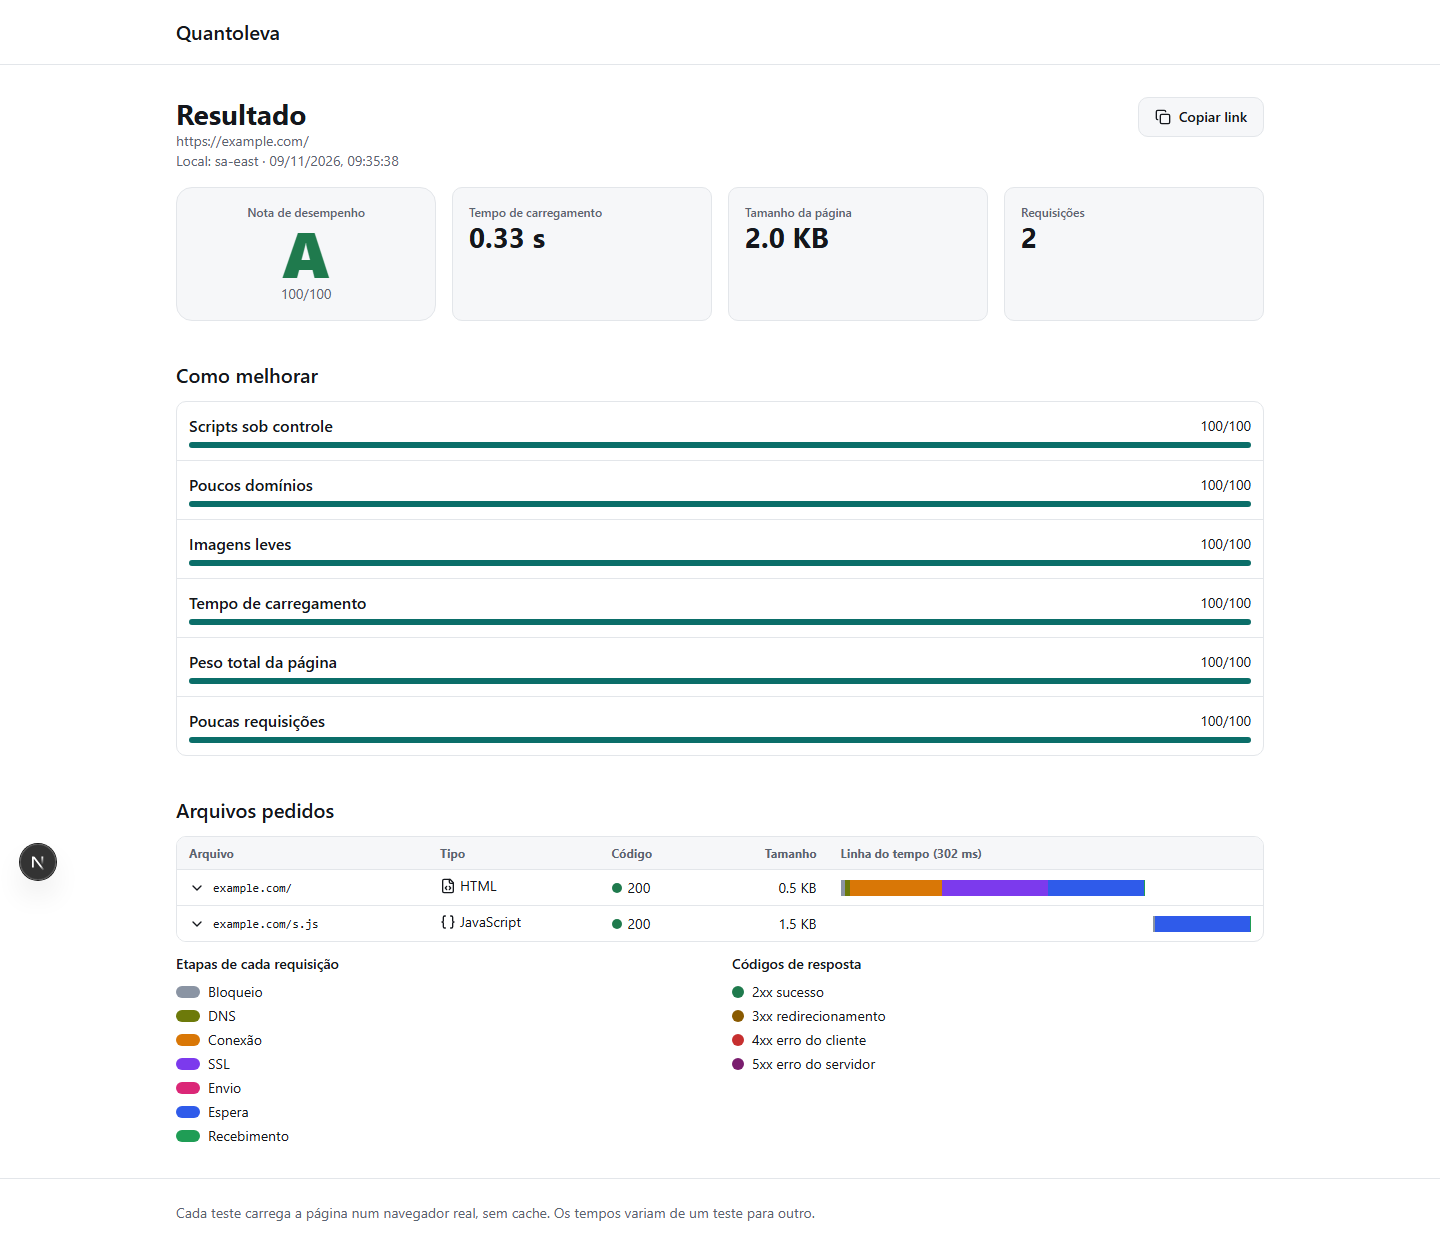 Quantoleva
Resultado
Copiar link
https://example.com/
Local: sa-east · 09/11/2026, 09:35:38
Nota de desempenho
A
100/100
Tempo de carregamento
0.33 s
Tamanho da página
2.0 KB
Requisições
2
Como melhorar
Scripts sob controle 100/100
Poucos domínios 100/100
Imagens leves 100/100
Tempo de carregamento 100/100
Peso total da página 100/100
Poucas requisições 100/100
Arquivos pedidos
Arquivo Tipo Código Tamanho Linha do tempo (302 ms)
example.com/ HTML 200 0.5 KB
example.com/s.js JavaScript 200 1.5 KB
Etapas de cada requisição
Bloqueio
DNS
Conexão
SSL
Envio
Espera
Recebimento
Códigos de resposta
2xx sucesso
3xx redirecionamento
4xx erro do cliente
5xx erro do servidor
N
Cada teste carrega a página num navegador real, sem cache. Os tempos variam de um teste para outro.